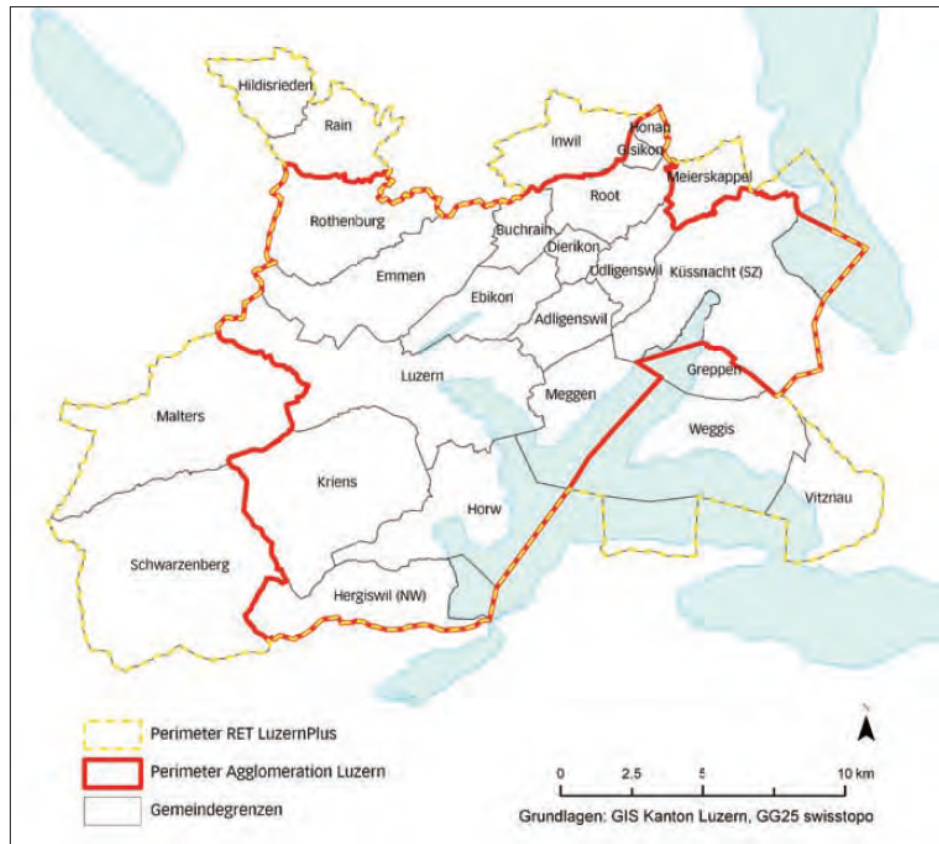 Hildisrieden
Rain
Inwil
Honau
Gisikon
Meierskappel
Rothenburg
Root
Buchrain
Dierikon
Udligenswil
Küssnacht (SZ)
Emmen
Ebikon
Adligenswil
Luzern
Greppen
Meggen
Malters
Weggis
Kriens
Vitznau
Horw
Schwarzenberg
Hergiswil (NW)
Perimeter RET LuzernPlus
Perimeter Agglomeration Luzern
Gemeindegrenzen
0 2.5 5 10 km
Grundlagen: GIS Kanton Luzern, GG25 swisstopo